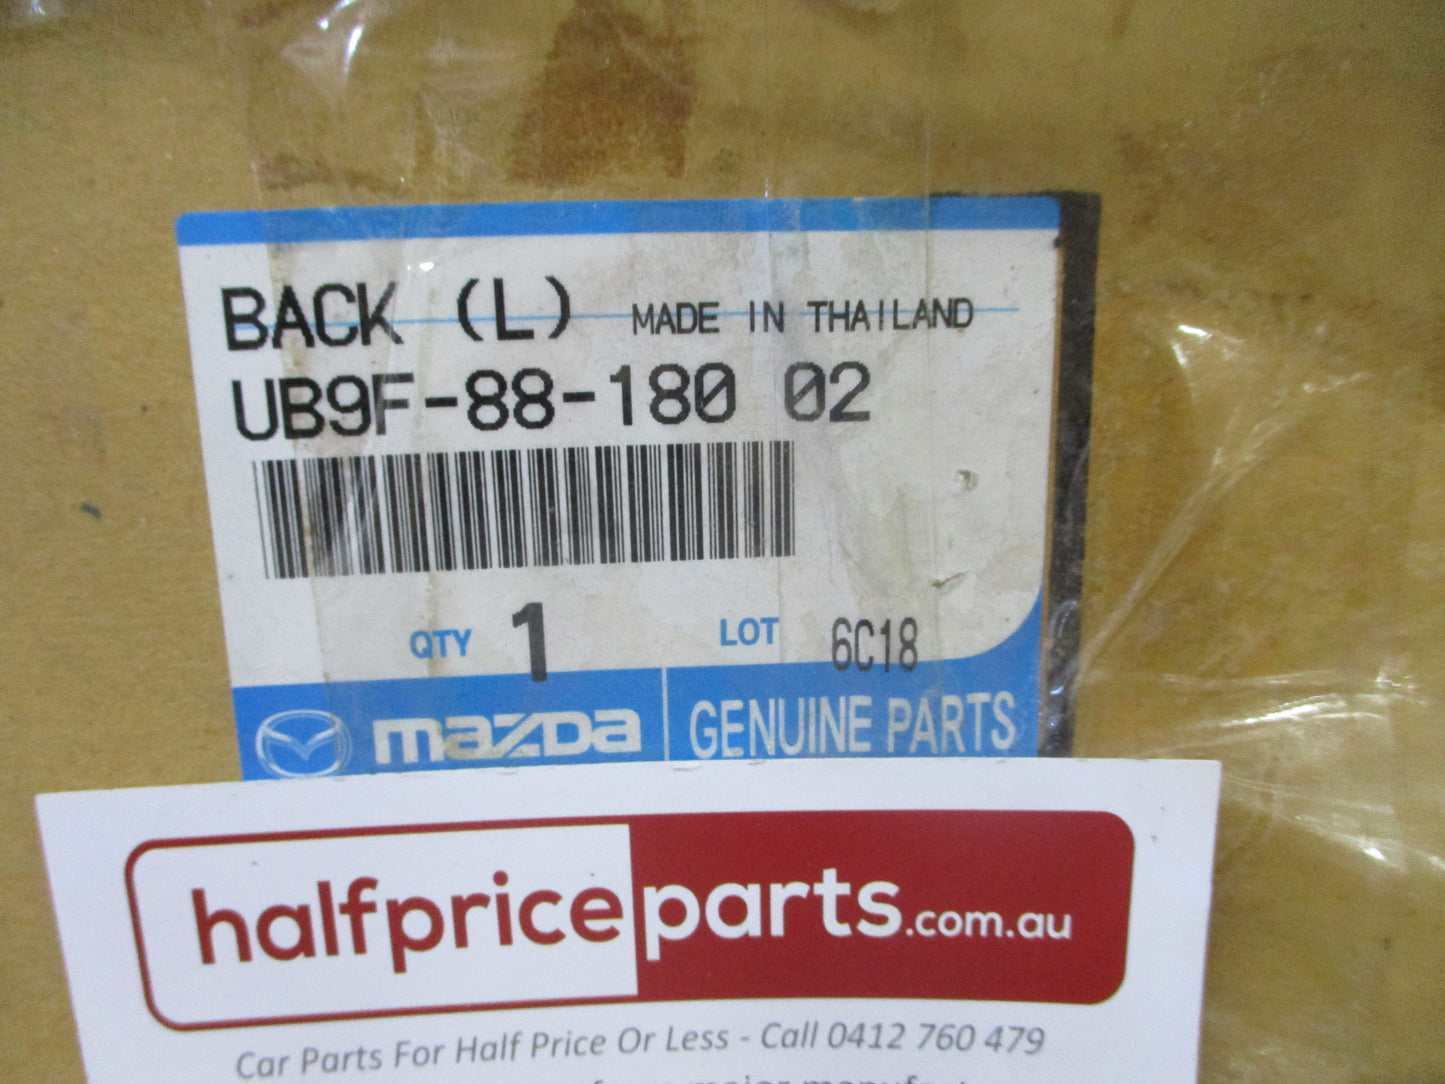 BACK (L) MADE IN THAILAND
UB9F-88-180 02
QTY 1 LOT 6C18
mazda GENUINE PARTS
halfpriceparts.com.au
Car Parts For Half Price Or Less - Call 0412 760 479